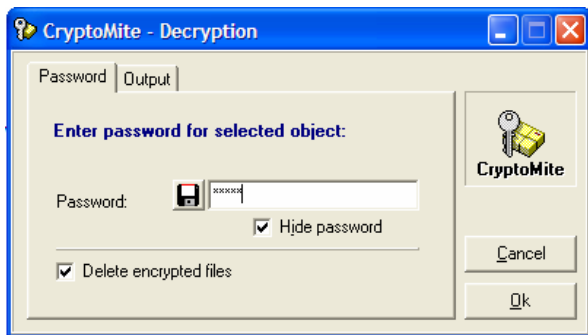 CryptoMite - Decryption
Password Output
Enter password for selected object:
CryptoMite
Password: *****
Hide password
Delete encrypted files
Cancel
Ok